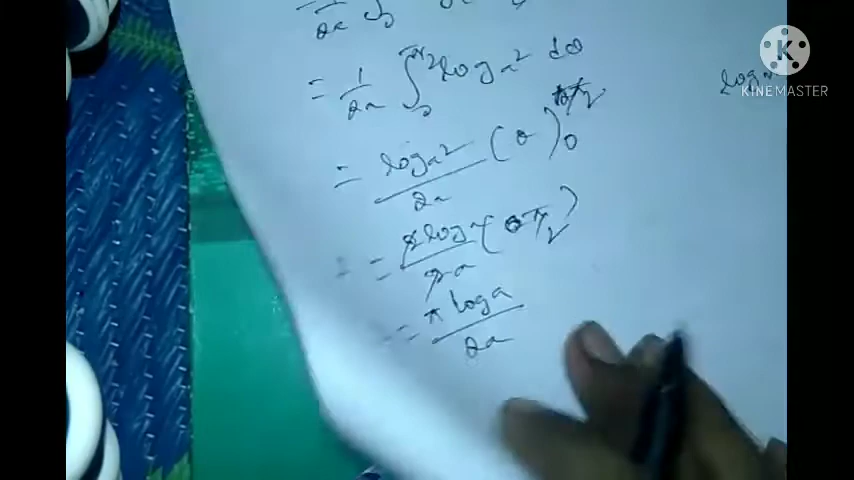 = 1/2a ∫₀^(π/2) log a² dθ
= log a² / 2a (θ)₀^(π/2)
= 2 log a / 2a (π/2)
= π log a / 2a
log a
K
KINEMASTER